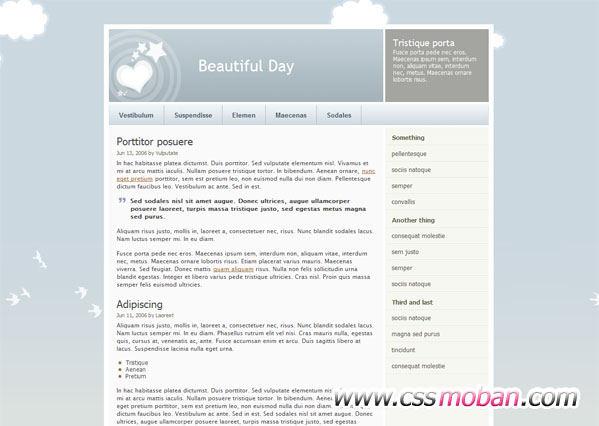 Beautiful Day
Tristique porta
Fusce porta pede nec eros.
Maecenas ipsum sem, interdum
non, aliquam vitae, interdum
nec, metus. Maecenas ornare
lobortis risus.
Vestibulum
Suspendisse
Elemen
Maecenas
Sodales
Porttitor posuere
Jun 13, 2006 by Vulputate
In hac habitasse platea dictumst. Duis porttitor. Sed vulputate elementum nisl. Vivamus et
mi at arcu mattis iaculis. Nullam posuere tristique tortor. In bibendum. Aenean ornare, nunc
eget pretium porttitor, sem est pretium leo, non euismod nulla dui non diam. Pellentesque
dictum faucibus leo. Vestibulum ac ante. Sed in est.
Sed sodales nisl sit amet augue. Donec ultrices, augue ullamcorper
posuere laoreet, turpis massa tristique justo, sed egestas metus magna
sed purus.
Aliquam risus justo, mollis in, laoreet a, consectetuer nec, risus. Nunc blandit sodales lacus.
Nam luctus semper mi. In eu diam.
Fusce porta pede nec eros. Maecenas ipsum sem, interdum non, aliquam vitae, interdum
nec, metus. Maecenas ornare lobortis risus. Etiam placerat varius mauris. Maecenas
viverra. Sed feugiat. Donec mattis quam aliquam risus. Nulla non felis sollicitudin urna
blandit egestas. Integer et libero varius pede tristique ultricies. Cras nisl. Proin quis massa
semper felis euismod ultricies.
Adipiscing
Jun 11, 2006 by Laoreet
Aliquam risus justo, mollis in, laoreet a, consectetuer nec, risus. Nunc blandit sodales lacus.
Nam luctus semper mi. In eu diam. Phasellus rutrum elit vel nisi. Cras mauris nulla, egestas
quis, cursus at, venenatis ac, ante. Fusce accumsan enim et arcu. Duis sagittis libero at
lacus. Suspendisse lacinia nulla eget urna.
Tristique
Aenean
Pretium
In hac habitasse platea dictumst. Duis porttitor. Sed vulputate elementum nisl. Vivamus et
mi at arcu mattis iaculis. Nullam posuere tristique tortor. In bibendum. Aenean ornare, nunc
eget pretium porttitor, sem est pretium leo, non euismod nulla dui non diam. Pellentesque
dictum faucibus leo. Vestibulum ac ante. Sed in est.
Something
pellentesque
sociis natoque
semper
convallis
Another thing
consequat molestie
sem justo
semper
sociis natoque
Third and last
sociis natoque
magna sed purus
tincidunt
consequat molestie
www.cssmoban.com